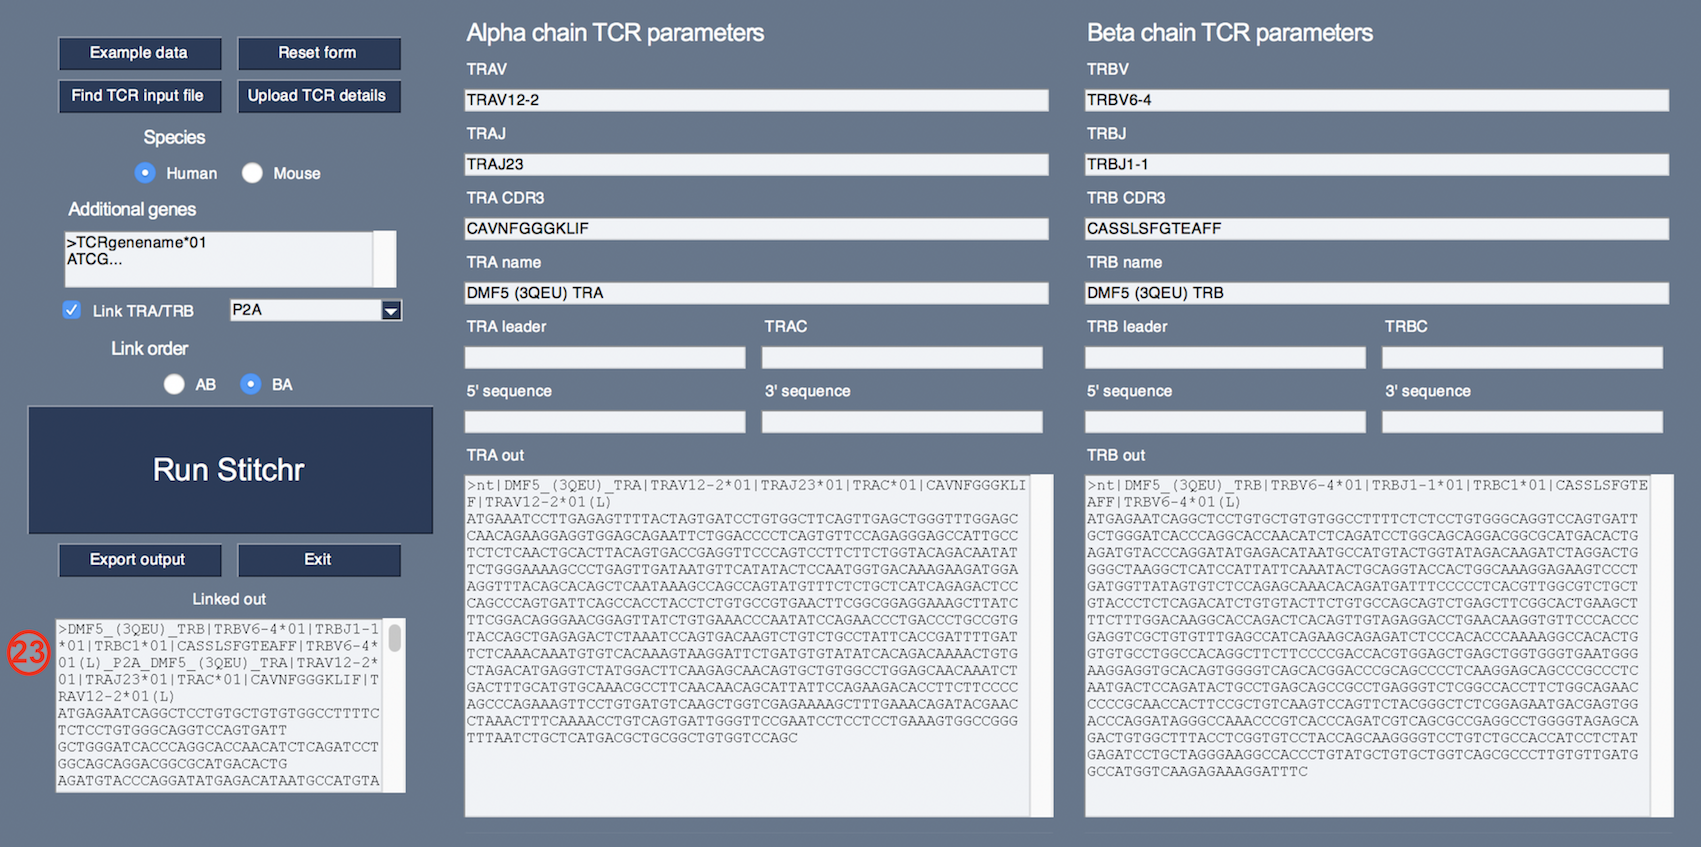 Example data
Reset form
Find TCR input file
Upload TCR details
Species
Human
Mouse
Additional genes
>TCRgenename*01
ATCG...
Link TRA/TRB
P2A
Link order
AB
BA
Run Stitchr
Export output
Exit
Linked out
23
>DMF5_(3QEU)_TRB|TRBV6-4*01|TRBJ1-1
*01|TRBC1*01|CASSLSFGTEAFF|TRBV6-4*
01(L)_P2A_DMF5_(3QEU)_TRA|TRAV12-2*
01|TRAJ23*01|TRAC*01|CAVNFGGGKLIF|T
RAV12-2*01(L)
ATGAGAATCAGGCTCCTGTGCTGTGTGGCCTTTTC
TCTCCTGTGGGCAGGTCCAGTGATT
GCTGGGATCACCCAGGCACCAACATCTCAGATCCT
GGCAGCAGGACGGCGCATGACACTG
AGATGTACCCAGGATATGAGACATAATGCCATGTA
Alpha chain TCR parameters
TRAV
TRAV12-2
TRAJ
TRAJ23
TRA CDR3
CAVNFGGGKLIF
TRA name
DMF5 (3QEU) TRA
TRA leader
TRAC
5' sequence
3' sequence
TRA out
>nt|DMF5_(3QEU)_TRA|TRAV12-2*01|TRAJ23*01|TRAC*01|CAVNFGGGKLI
F|TRAV12-2*01(L)
ATGAAATCCTTGAGAGTTTTACTAGTGATCCTGTGGCTTCAGTTGAGCTGGGTTTGGAGC
CAACAGAAGGAGGTGGAGCAGAATTCTGGACCCCTCAGTGTTCCAGAGGGAGCCATTGCC
TCTCTCAACTGCACTTACAGTGACCGAGGTTCCCAGTCCTTCTTCTGGTACAGACAATAT
TCTGGGAAAAGCCCTGAGTTGATAATGTTCATATACTCCAATGGTGACAAAGAAGATGGA
AGGTTTACAGCACAGCTCAATAAAGCCAGCCAGTATGTTTCTCTGCTCATCAGAGACTCC
CAGCCCAGTGATTCAGCCACCTACCTCTGTGCCGTGAACTTCGGCGGAGGAAAGCTTATC
TTCGGACAGGGAACGGAGTTATCTGTGAAACCCAATATCCAGAACCCTGACCCTGCCGTG
TACCAGCTGAGAGACTCTAAATCCAGTGACAAGTCTGTCTGCCTATTCACCGATTTTGAT
TCTCAAACAAATGTGTCACAAAGTAAGGATTCTGATGTGTATATCACAGACAAAACTGTG
CTAGACATGAGGTCTATGGACTTCAAGAGCAACAGTGCTGTGGCCTGGAGCAACAAATCT
GACTTTGCATGTGCAAACGCCTTCAACAACAGCATTATTCCAGAAGACACCTTCTTCCCC
AGCCCAGAAAGTTCCTGTGATGTCAAGCTGGTCGAGAAAAGCTTTGAAACAGATACGAAC
CTAAACTTTCAAAACCTGTCAGTGATTGGGTTCCGAATCCTCCTCCTGAAAGTGGCCGGG
TTTAATCTGCTCATGACGCTGCGGCTGTGGTCCAGC
Beta chain TCR parameters
TRBV
TRBV6-4
TRBJ
TRBJ1-1
TRB CDR3
CASSLSFGTEAFF
TRB name
DMF5 (3QEU) TRB
TRB leader
TRBC
5' sequence
3' sequence
TRB out
>nt|DMF5_(3QEU)_TRB|TRBV6-4*01|TRBJ1-1*01|TRBC1*01|CASSLSFGTE
AFF|TRBV6-4*01(L)
ATGAGAATCAGGCTCCTGTGCTGTGTGGCCTTTTCTCTCCTGTGGGCAGGTCCAGTGATT
GCTGGGATCACCCAGGCACCAACATCTCAGATCCTGGCAGCAGGACGGCGCATGACACTG
AGATGTACCCAGGATATGAGACATAATGCCATGTACTGGTATAGACAAGATCTAGGACTG
GGGCTAAGGCTCATCCATTATTCAAATACTGCAGGTACCACTGGCAAAGGAGAAGTCCCT
GATGGTTATAGTGTCTCCAGAGCAAACACAGATGATTTCCCCCTCACGTTGGCGTCTGCT
GTACCCTCTCAGACATCTGTGTACTTCTGTGCCAGCAGTCTGAGCTTCGGCACTGAAGCT
TTCTTTGGACAAGGCACCAGACTCACAGTTGTAGAGGACCTGAACAAGGTGTTCCCACCC
GAGGTCGCTGTGTTTGAGCCATCAGAAGCAGAGATCTCCCACACCCAAAAGGCCACACTG
GTGTGCCTGGCCACAGGCTTCTTCCCCGACCACGTGGAGCTGAGCTGGTGGGTGAATGGG
AAGGAGGTGCACAGTGGGGTCAGCACGGACCCGCAGCCCCTCAAGGAGCAGCCCGCCCTC
AATGACTCCAGATACTGCCTGAGCAGCCGCCTGAGGGTCTCGGCCACCTTCTGGCAGAAC
CCCCGCAACCACTTCCGCTGTCAAGTCCAGTTCTACGGGCTCTCGGAGAATGACGAGTGG
ACCCAGGATAGGGCCAAACCCGTCACCCAGATCGTCAGCGCCGAGGCCTGGGGTAGAGCA
GACTGTGGCTTTACCTCGGTGTCCTACCAGCAAGGGGTCCTGTCTGCCACCATCCTCTAT
GAGATCCTGCTAGGGAAGGCCACCCTGTATGCTGTGCTGGTCAGCGCCCTTGTGTTGATG
GCCATGGTCAAGAGAAAGGATTTC